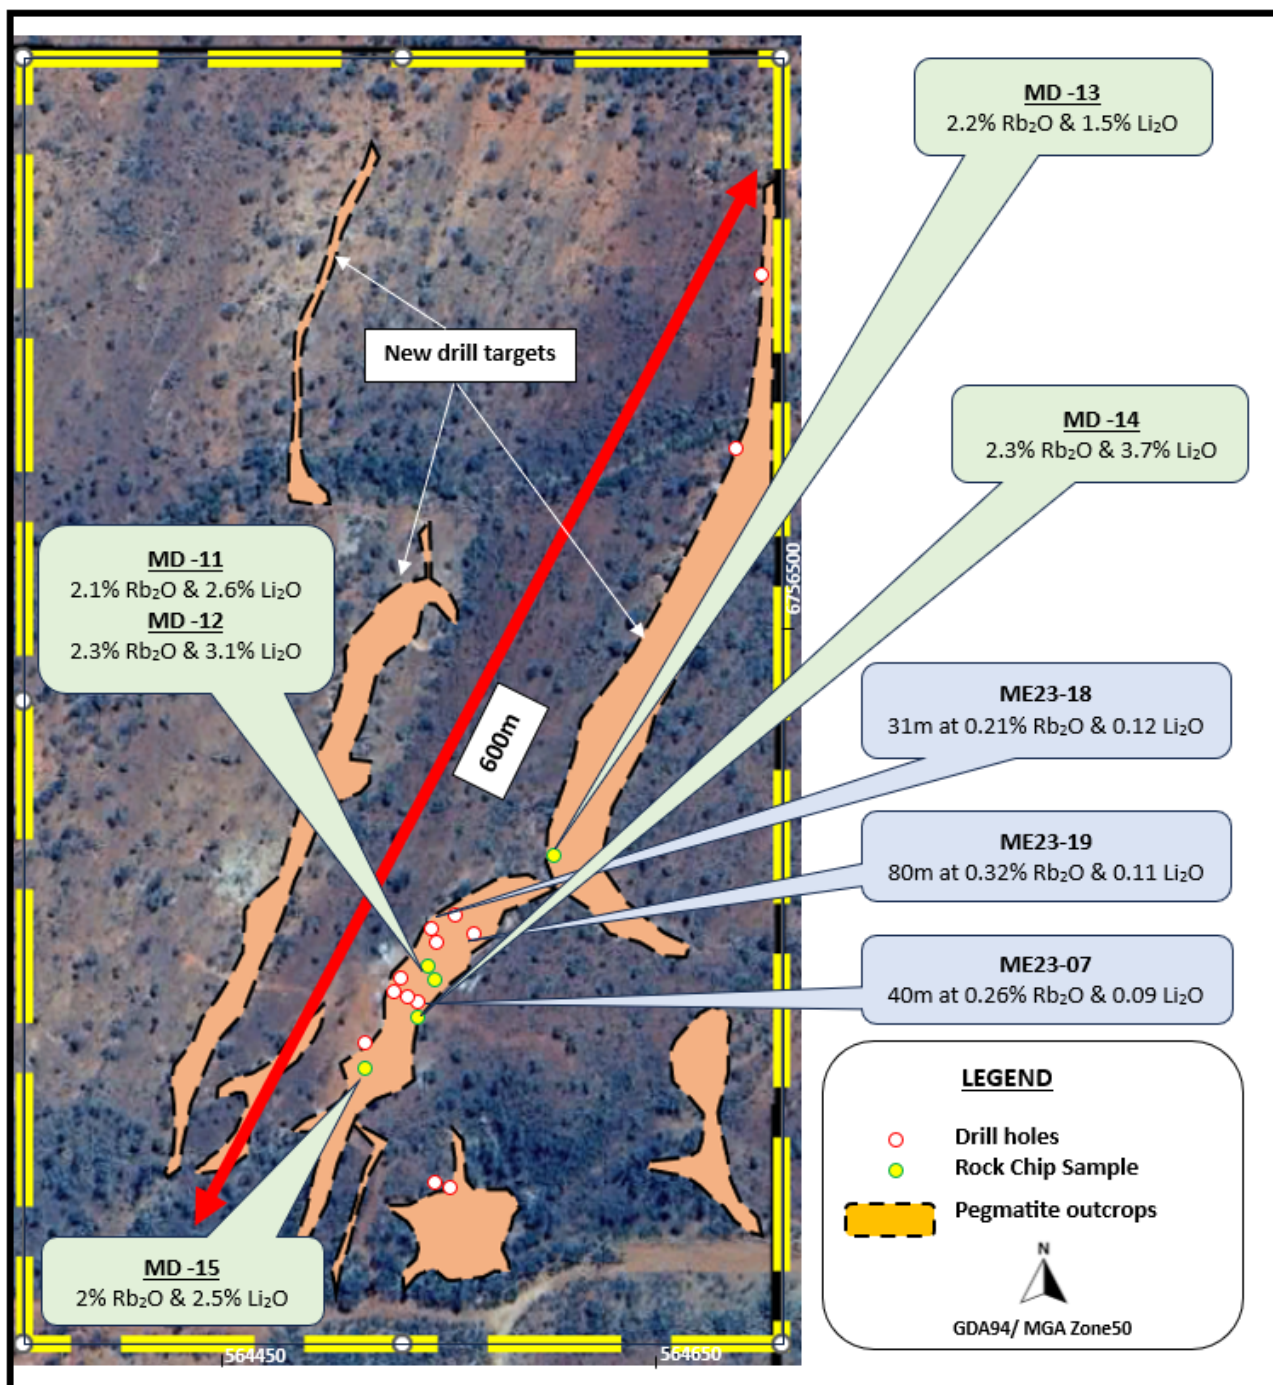 MD -13
2.2% Rb₂O & 1.5% Li₂O
New drill targets
MD -14
2.3% Rb₂O & 3.7% Li₂O
MD -11
2.1% Rb₂O & 2.6% Li₂O
MD -12
2.3% Rb₂O & 3.1% Li₂O
6756500
600m
ME23-18
31m at 0.21% Rb₂O & 0.12 Li₂O
ME23-19
80m at 0.32% Rb₂O & 0.11 Li₂O
ME23-07
40m at 0.26% Rb₂O & 0.09 Li₂O
LEGEND
Drill holes
Rock Chip Sample
Pegmatite outcrops
N
GDA94/ MGA Zone50
MD -15
2% Rb₂O & 2.5% Li₂O
564450
564650